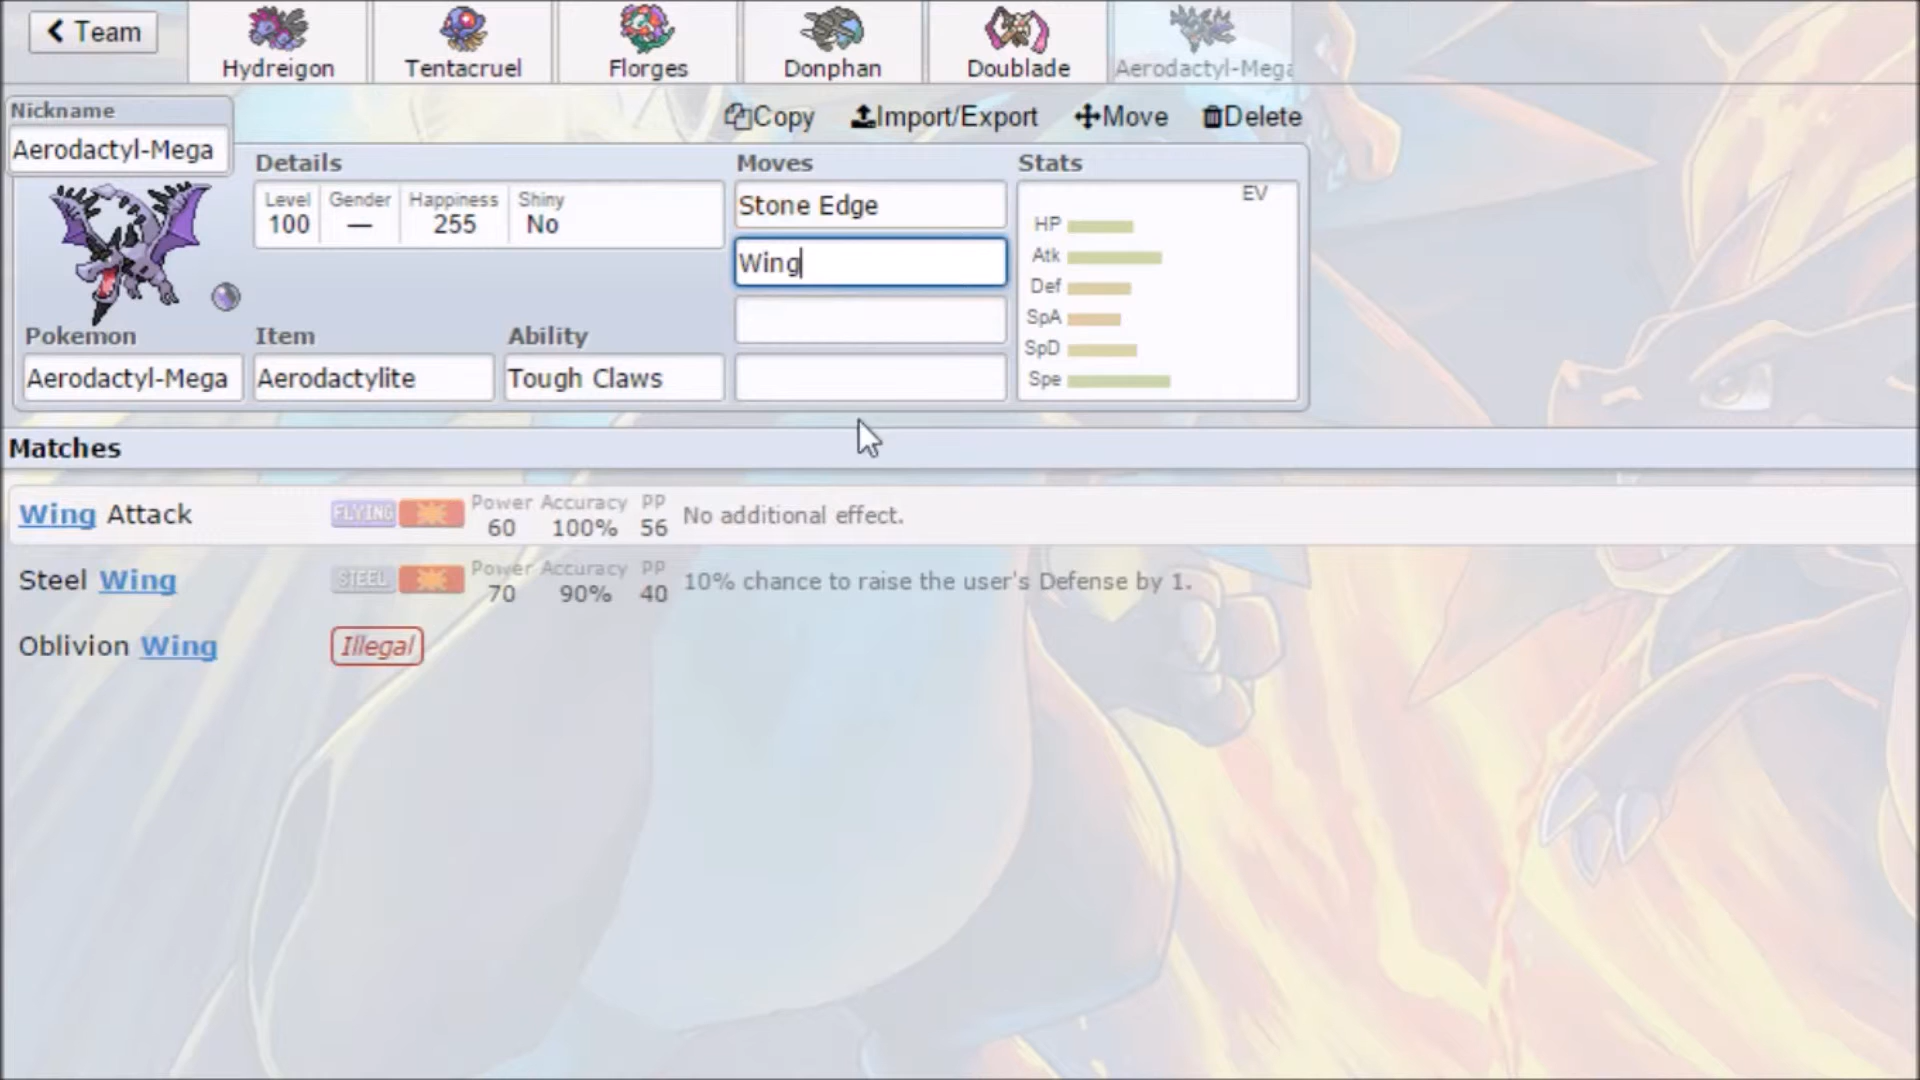 Team
Hydreigon
Tentacruel
Florges
Donphan
Doublade
Aerodactyl-Mega
Nickname
Aerodactyl-Mega
Copy
Import/Export
Move
Delete
Details
Moves
Stats
Level
Gender
Happiness
Shiny
100
—
255
No
Stone Edge
Wing
EV
HP
Atk
Def
SpA
SpD
Spe
Pokemon
Item
Ability
Aerodactyl-Mega
Aerodactylite
Tough Claws
Matches
Wing Attack
FLYING
Power Accuracy PP
60 100% 56
No additional effect.
Steel Wing
STEEL
Power Accuracy PP
70 90% 40
10% chance to raise the user's Defense by 1.
Oblivion Wing
Illegal